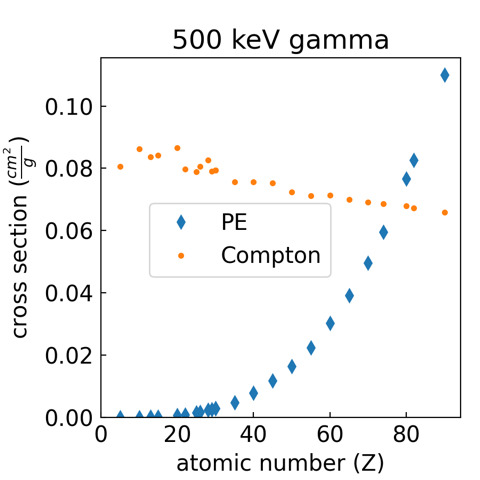 500 keV gamma
cross section (cm²/g)
0.10
0.08
0.06
0.04
0.02
0.00
PE
Compton
0 20 40 60 80
atomic number (Z)